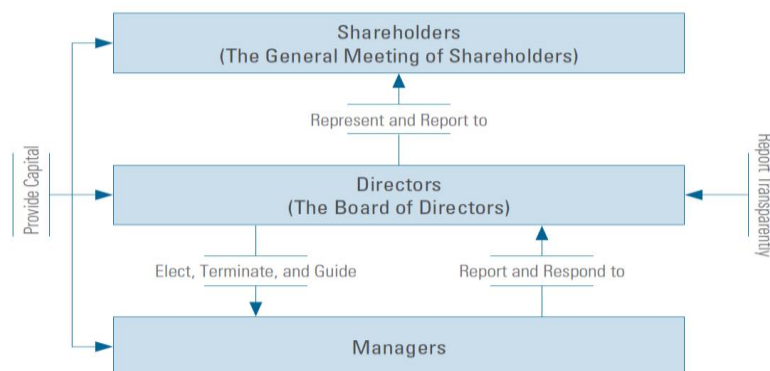 Shareholders
(The General Meeting of Shareholders)
Represent and Report to
Provide Capital
Directors
(The Board of Directors)
Report Transparently
Elect, Terminate, and Guide
Report and Respond to
Managers